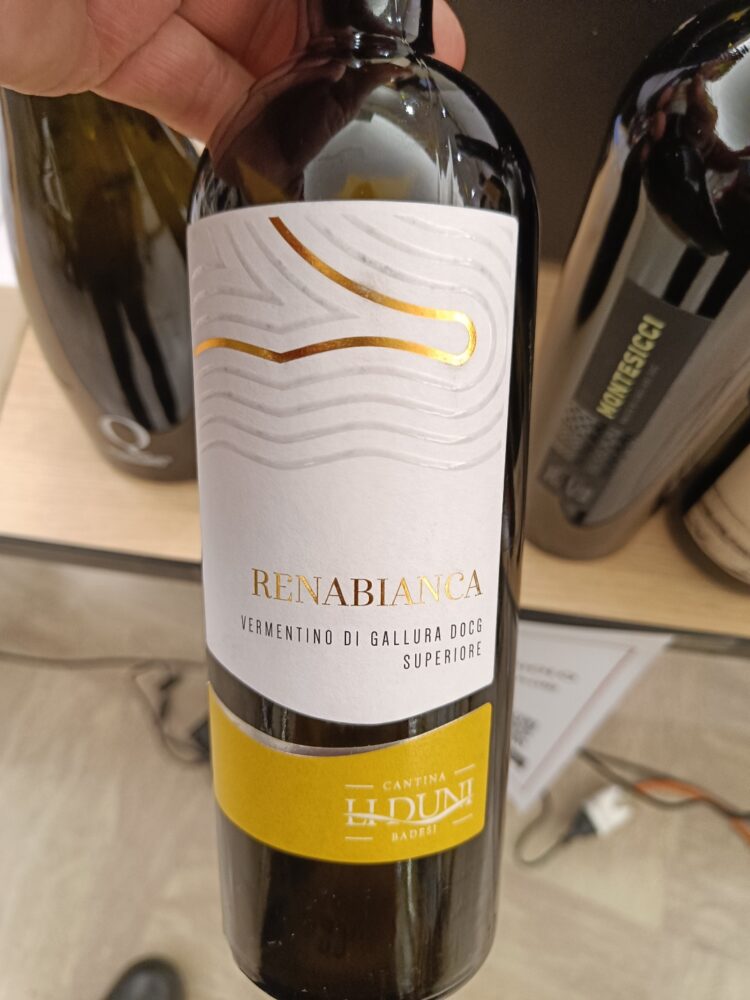 RENABIANCA
VERMENTINO DI GALLURA DOCG
SUPERIORE
CANTINA
LI DUNI
BADESI
MONTESICCI